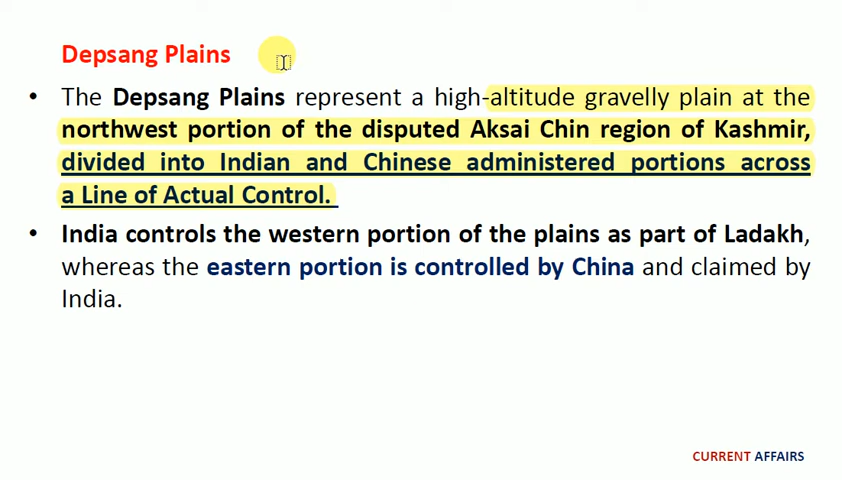 Depsang Plains
• The Depsang Plains represent a high-altitude gravelly plain at the
northwest portion of the disputed Aksai Chin region of Kashmir,
divided into Indian and Chinese administered portions across
a Line of Actual Control.
• India controls the western portion of the plains as part of Ladakh,
whereas the eastern portion is controlled by China and claimed by
India.
CURRENT AFFAIRS